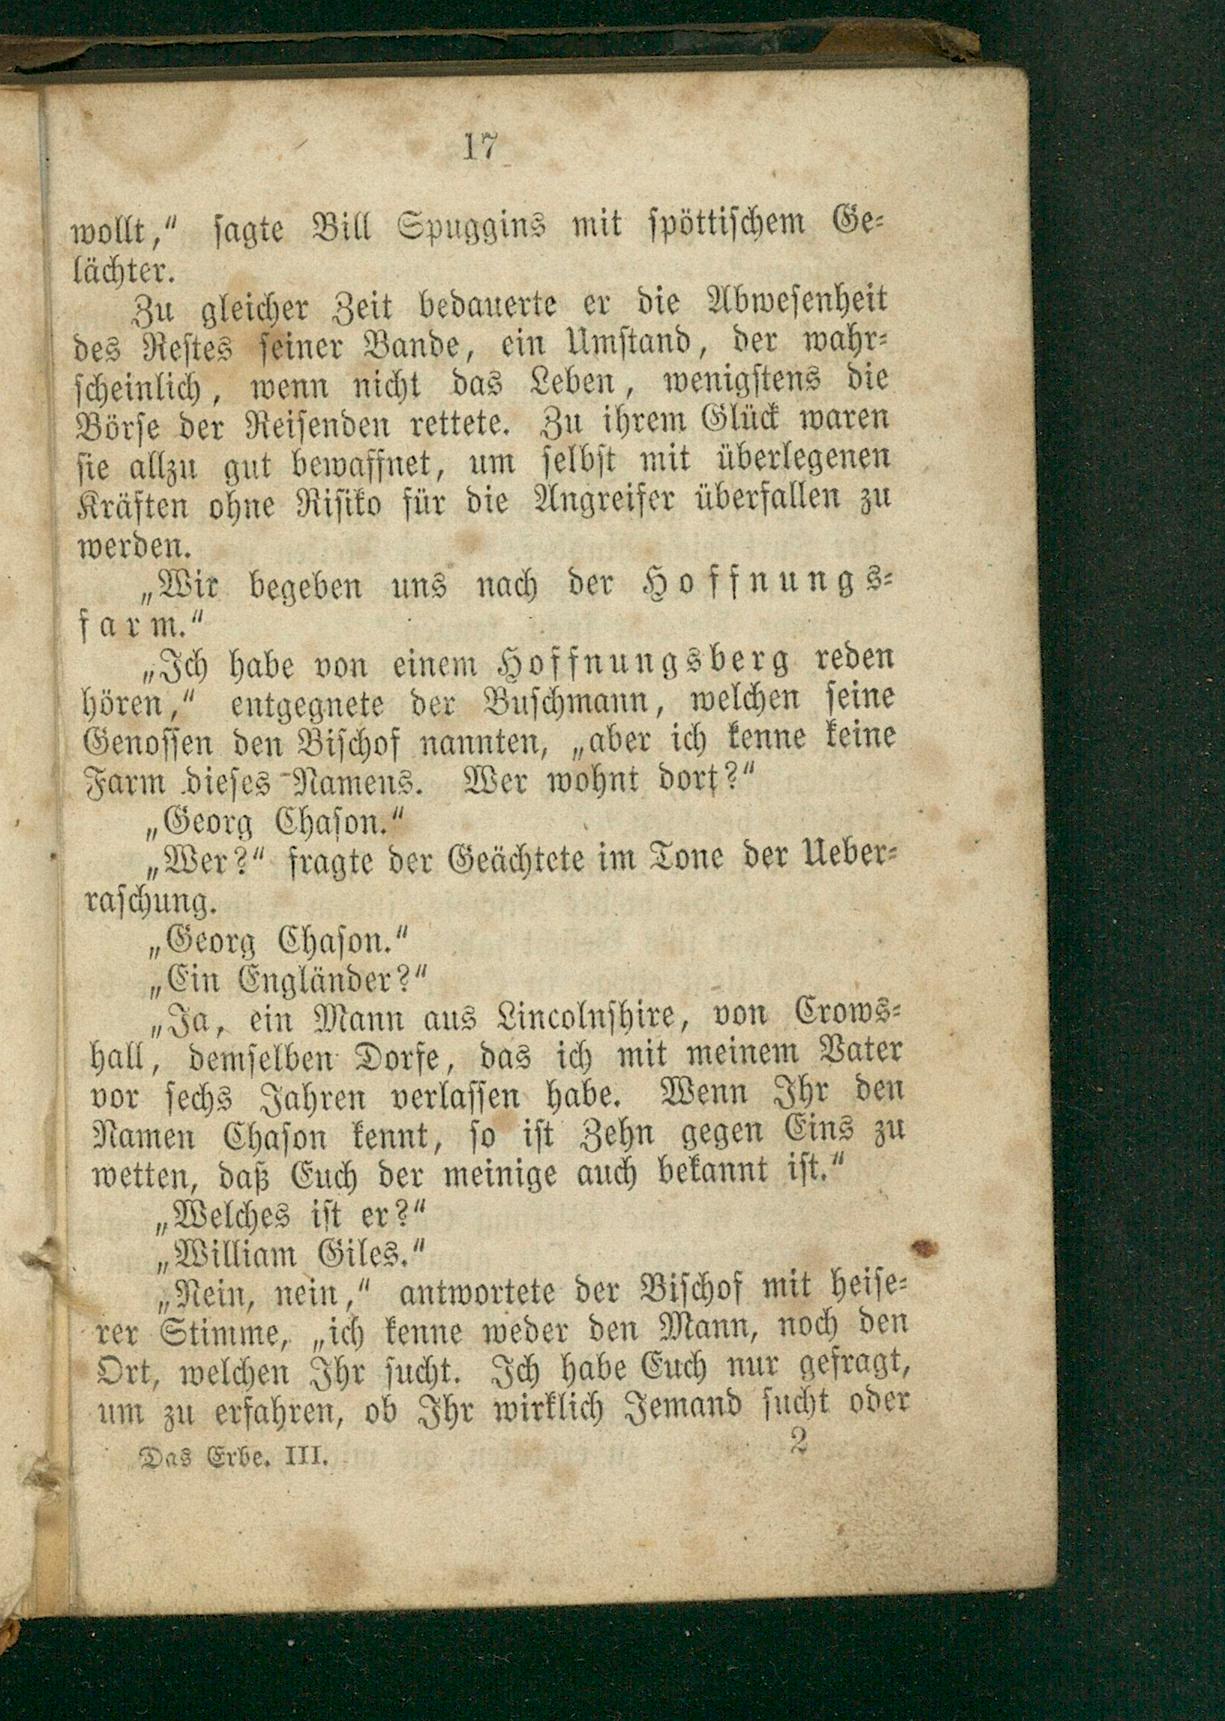 17
wollt,“ sagte Bill Spuggins mit spöttischem Ge-
lächter.
Zu gleicher Zeit bedauerte er die Abwesenheit
des Restes seiner Bande, ein Umstand, der wahr-
scheinlich, wenn nicht das Leben, wenigstens die
Börse der Reisenden rettete. Zu ihrem Glück waren
sie allzu gut bewaffnet, um selbst mit überlegenen
Kräften ohne Risiko für die Angreifer überfallen zu
werden.
„Wir begeben uns nach der Hoffnungs-
farm.“
„Ich habe von einem Hoffnungsberg reden
hören,“ entgegnete der Buschmann, welchen seine
Genossen den Bischof nannten, „aber ich kenne keine
Farm dieses Namens. Wer wohnt dort?“
„Georg Chason.“
„Wer?“ fragte der Geächtete im Tone der Ueber-
raschung.
„Georg Chason.“
„Ein Engländer?“
„Ja, ein Mann aus Lincolnshire, von Crows-
hall, demselben Dorfe, das ich mit meinem Vater
vor sechs Jahren verlassen habe. Wenn Ihr den
Namen Chason kennt, so ist Zehn gegen Eins zu
wetten, daß Euch der meinige auch bekannt ist.“
„Welches ist er?“
„William Giles.“
„Nein, nein,“ antwortete der Bischof mit heise-
rer Stimme, „ich kenne weder den Mann, noch den
Ort, welchen Ihr sucht. Ich habe Euch nur gefragt,
um zu erfahren, ob Ihr wirklich Jemand sucht oder
Das Erbe. III. 2